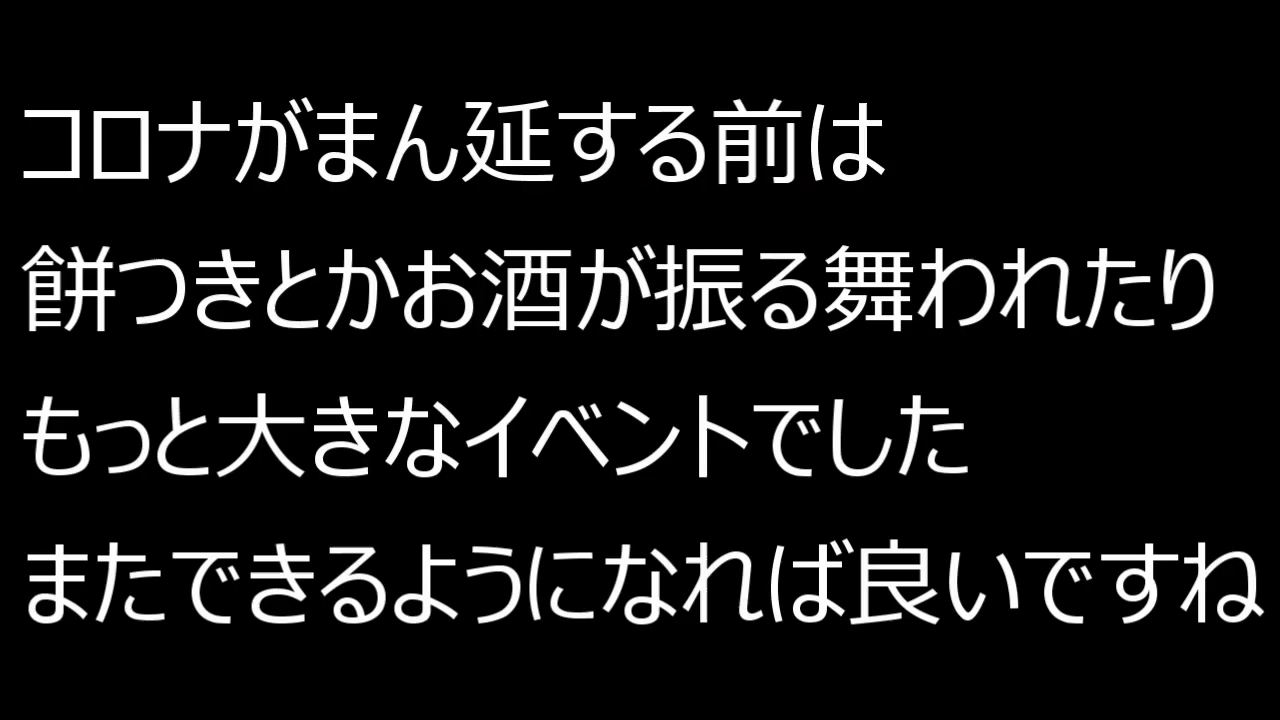 コロナがまん延する前は
餅つきとかお酒が振る舞われたり
もっと大きなイベントでした
またできるようになれば良いですね